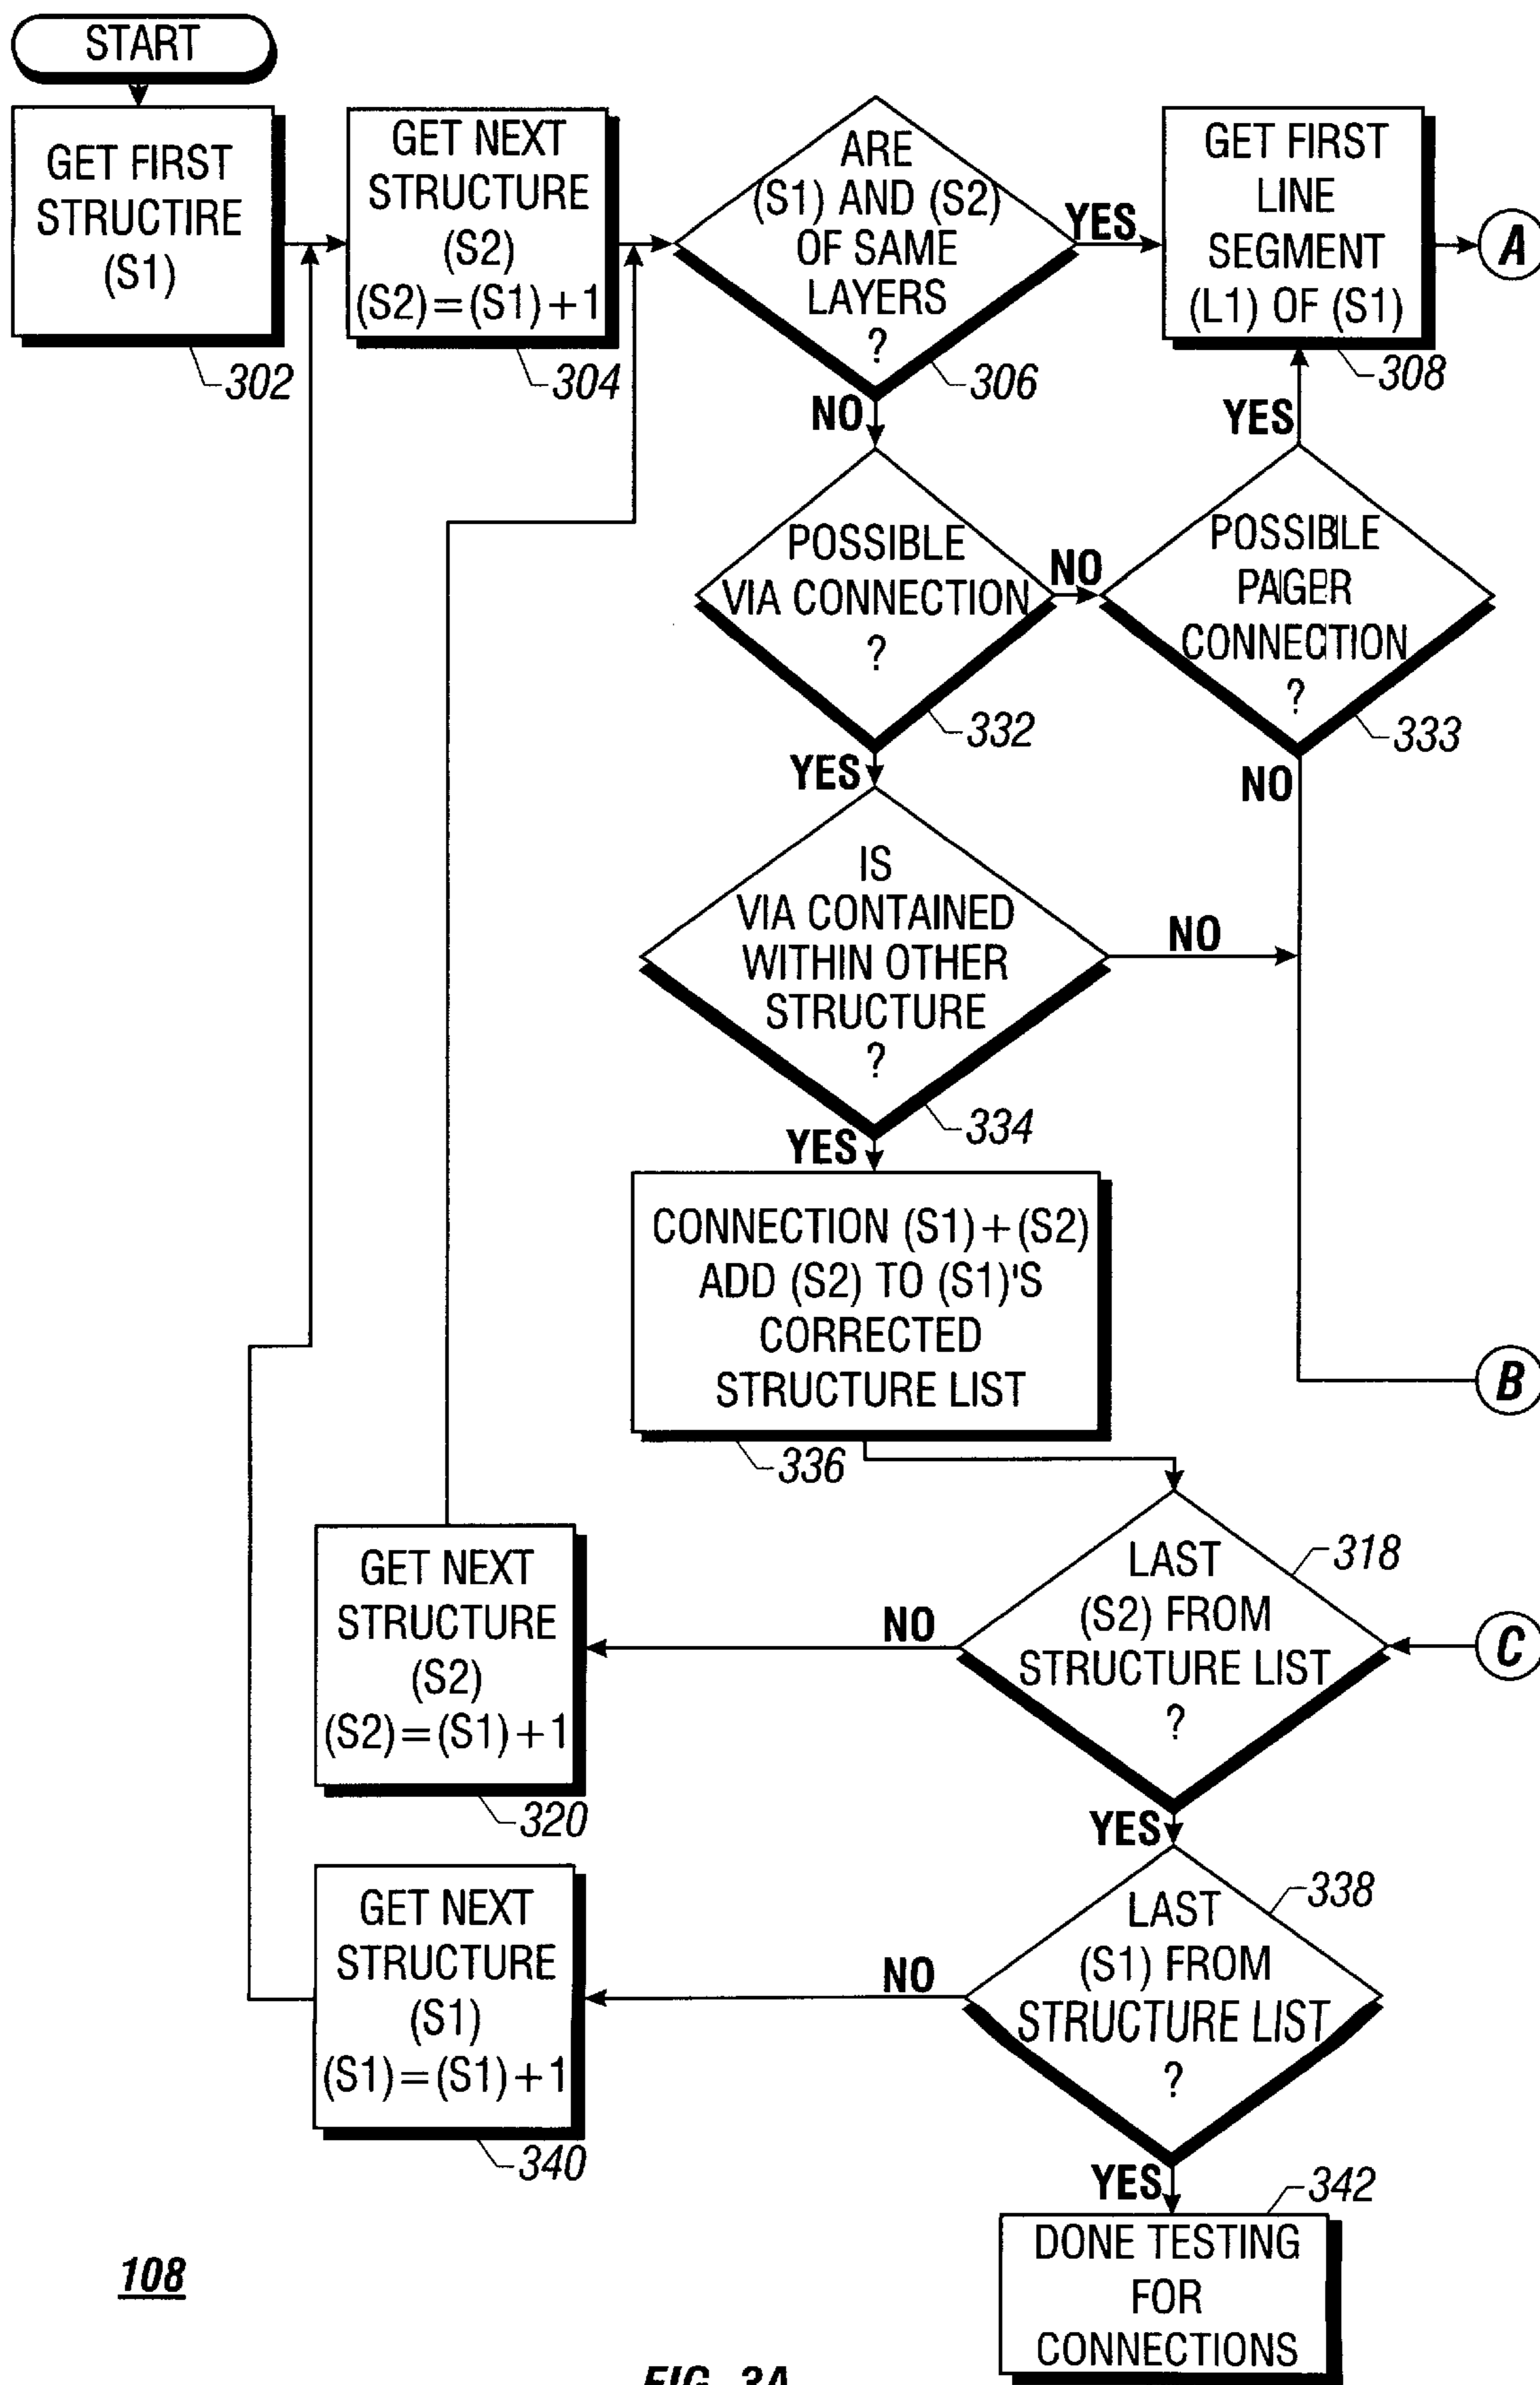 START
GET FIRST
STRUCTIRE
(S1)
302
GET NEXT
STRUCTURE
(S2)
(S2)=(S1)+1
304
ARE
(S1) AND (S2)
OF SAME
LAYERS
?
306
YES
GET FIRST
LINE
SEGMENT
(L1) OF (S1)
308
A
NO
YES
POSSIBLE
VIA CONNECTION
?
332
NO
POSSIBLE
PAGER
CONNECTION
?
333
YES
NO
IS
VIA CONTAINED
WITHIN OTHER
STRUCTURE
?
334
NO
YES
CONNECTION (S1)+(S2)
ADD (S2) TO (S1)'S
CORRECTED
STRUCTURE LIST
336
B
LAST
(S2) FROM
STRUCTURE LIST
?
318
C
NO
GET NEXT
STRUCTURE
(S2)
(S2)=(S1)+1
320
YES
LAST
(S1) FROM
STRUCTURE LIST
?
338
NO
GET NEXT
STRUCTURE
(S1)
(S1)=(S1)+1
340
YES
342
DONE TESTING
FOR
CONNECTIONS
108
FIG. 3A